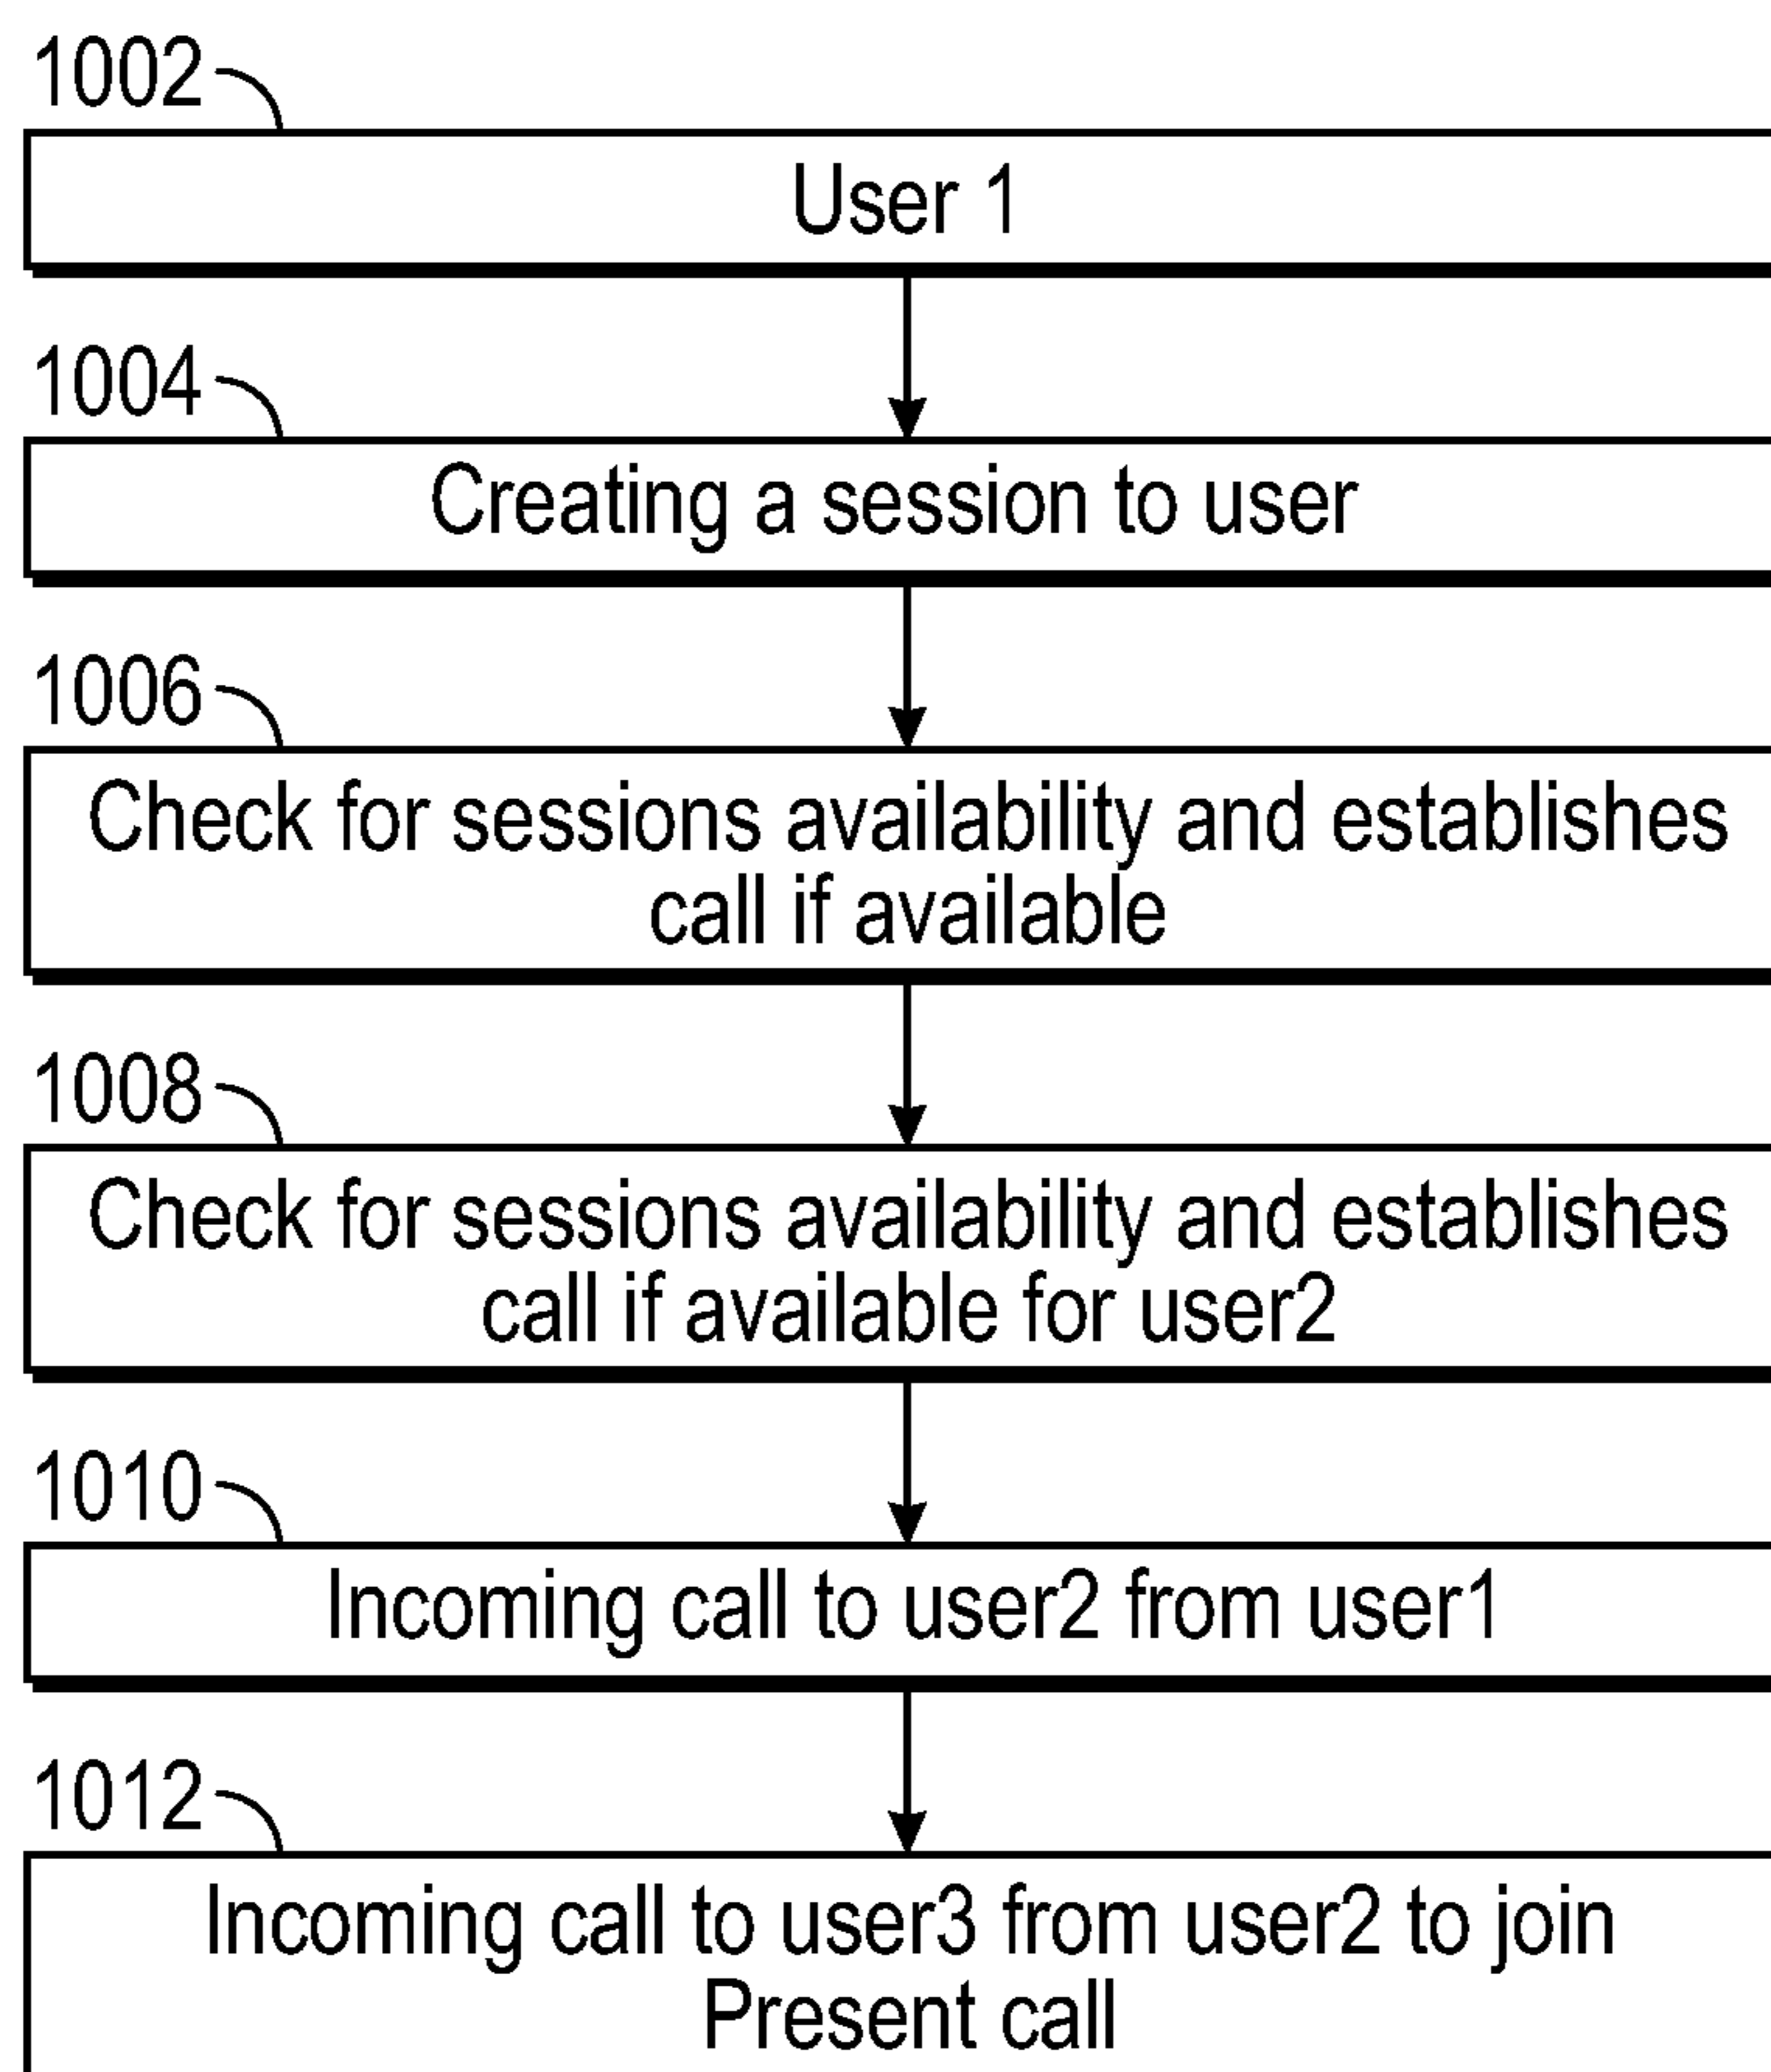 1002
User 1
1004
Creating a session to user
1006
Check for sessions availability and establishes
call if available
1008
Check for sessions availability and establishes
call if available for user2
1010
Incoming call to user2 from user1
1012
Incoming call to user3 from user2 to join
Present call